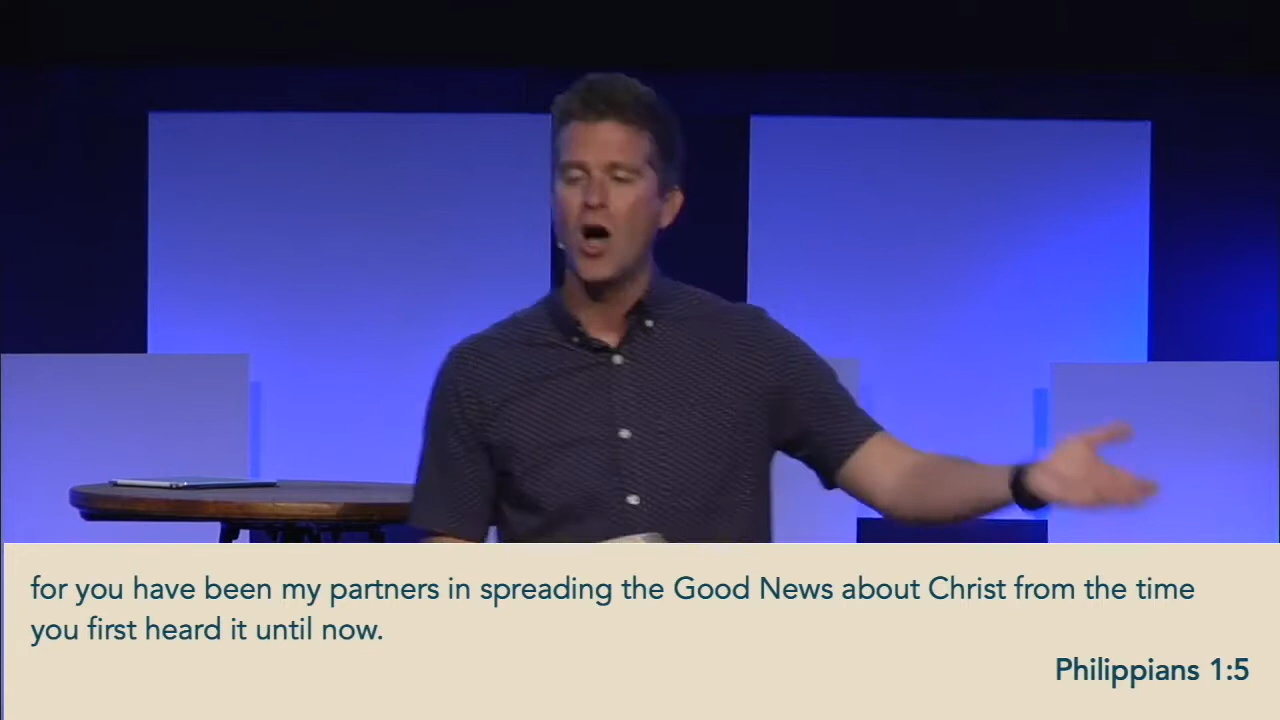 for you have been my partners in spreading the Good News about Christ from the time
you first heard it until now.
Philippians 1:5